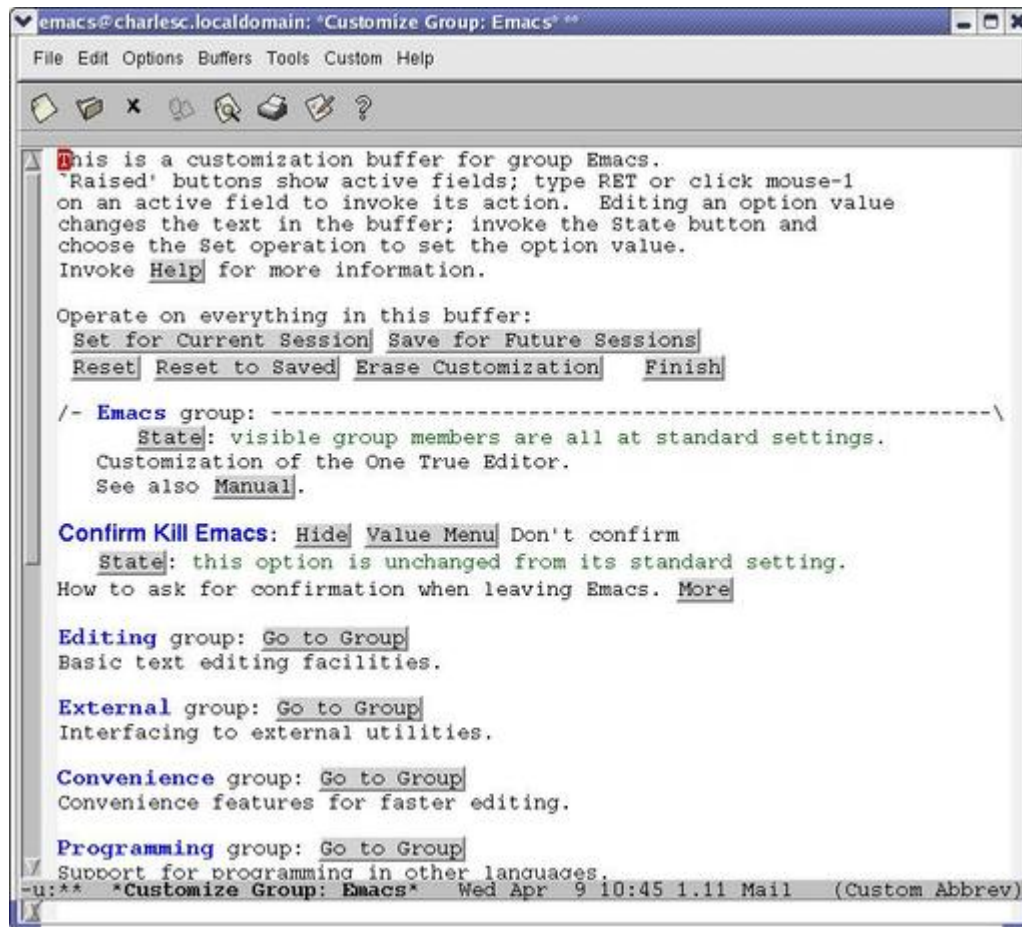 emacs@charlesc.localdomain: *Customize Group: Emacs* **
File Edit Options Buffers Tools Custom Help
This is a customization buffer for group Emacs.
`Raised' buttons show active fields; type RET or click mouse-1
on an active field to invoke its action.  Editing an option value
changes the text in the buffer; invoke the State button and
choose the Set operation to set the option value.
Invoke Help for more information.
Operate on everything in this buffer:
Set for Current Session Save for Future Sessions
Reset Reset to Saved Erase Customization Finish
/- Emacs group: --------------------------------------------------------\
State: visible group members are all at standard settings.
Customization of the One True Editor.
See also Manual.
Confirm Kill Emacs: Hide Value Menu Don't confirm
State: this option is unchanged from its standard setting.
How to ask for confirmation when leaving Emacs. More
Editing group: Go to Group
Basic text editing facilities.
External group: Go to Group
Interfacing to external utilities.
Convenience group: Go to Group
Convenience features for faster editing.
Programming group: Go to Group
Support for programming in other languages.
-u:** *Customize Group: Emacs* Wed Apr 9 10:45 1.11 Mail (Custom Abbrev)